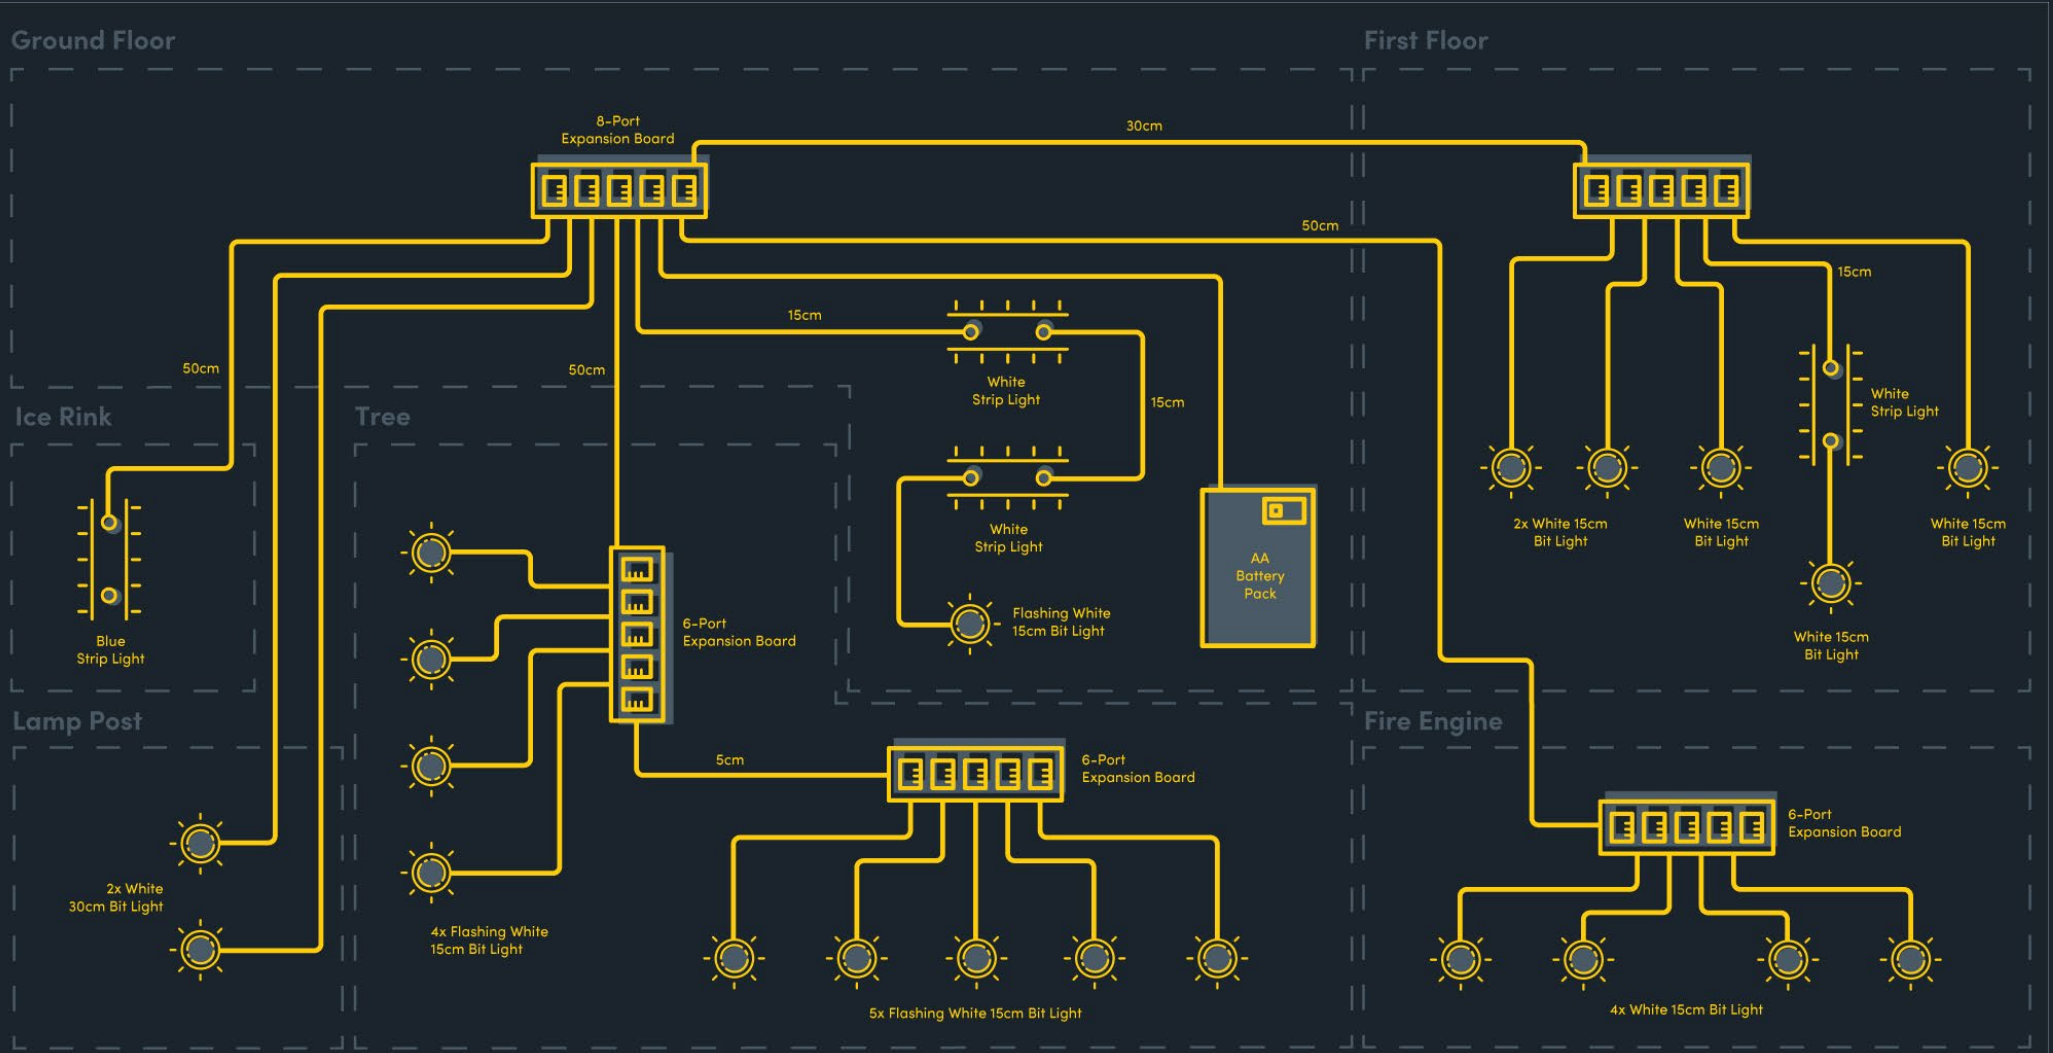 Ground Floor
First Floor
8-Port
Expansion Board
30cm
50cm
15cm
15cm
50cm
50cm
White
Strip Light
15cm
White
Strip Light
Ice Rink
Tree
White
Strip Light
2x White 15cm
Bit Light
White 15cm
Bit Light
White 15cm
Bit Light
AA
Battery
Pack
Flashing White
15cm Bit Light
6-Port
Expansion Board
Blue
Strip Light
White 15cm
Bit Light
Lamp Post
Fire Engine
5cm
6-Port
Expansion Board
6-Port
Expansion Board
2x White
30cm Bit Light
4x Flashing White
15cm Bit Light
5x Flashing White 15cm Bit Light
4x White 15cm Bit Light